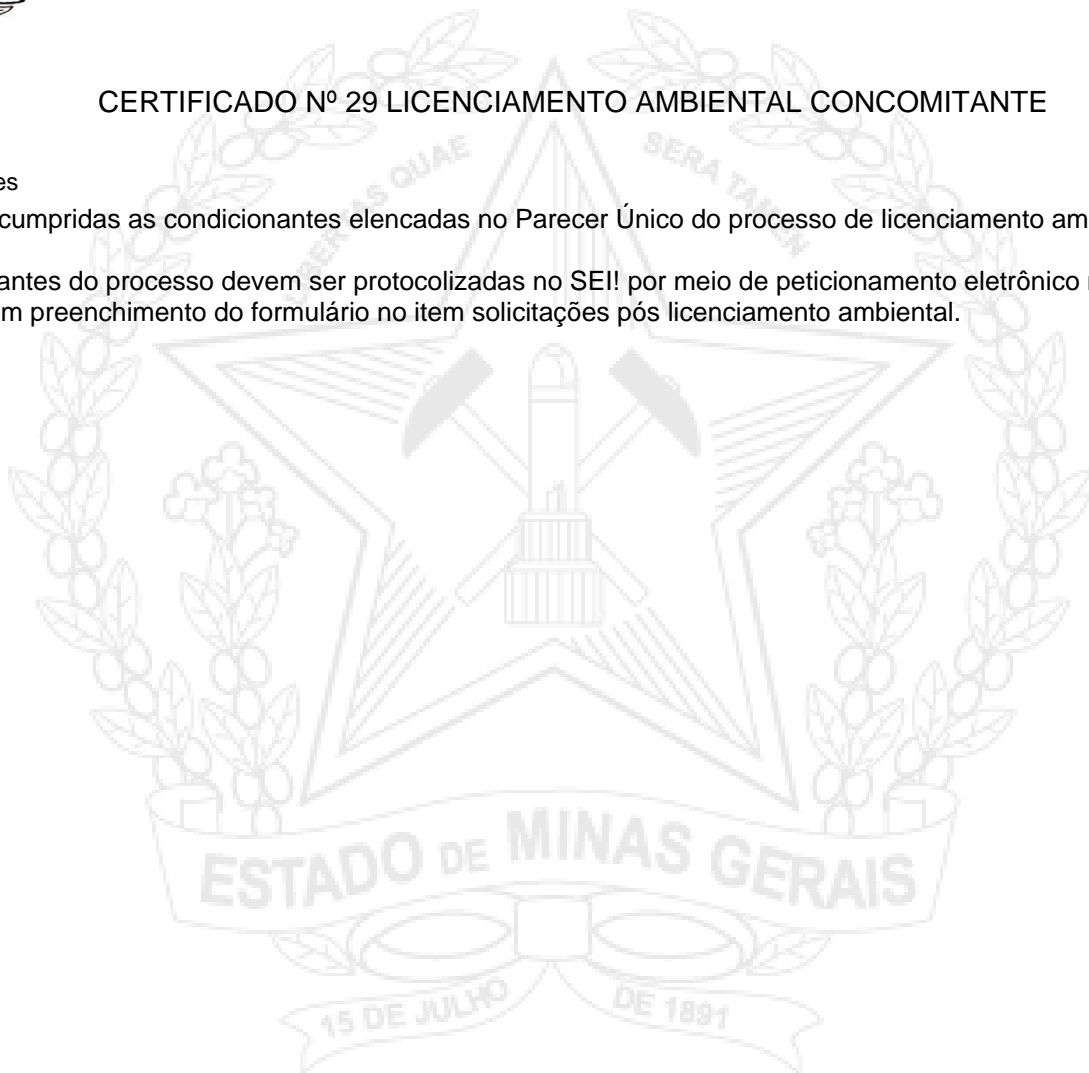 CERTIFICADO Nº 29 LICENCIAMENTO AMBIENTAL CONCOMITANTE
es
cumpridas as condicionantes elencadas no Parecer Único do processo de licenciamento am
antes do processo devem ser protocolizadas no SEI! por meio de peticionamento eletrônico
m preenchimento do formulário no item solicitações pós licenciamento ambiental.
LIBERTAS QUAE SERA TAMEN
ESTADO DE MINAS GERAIS
15 DE JULHO DE 1891